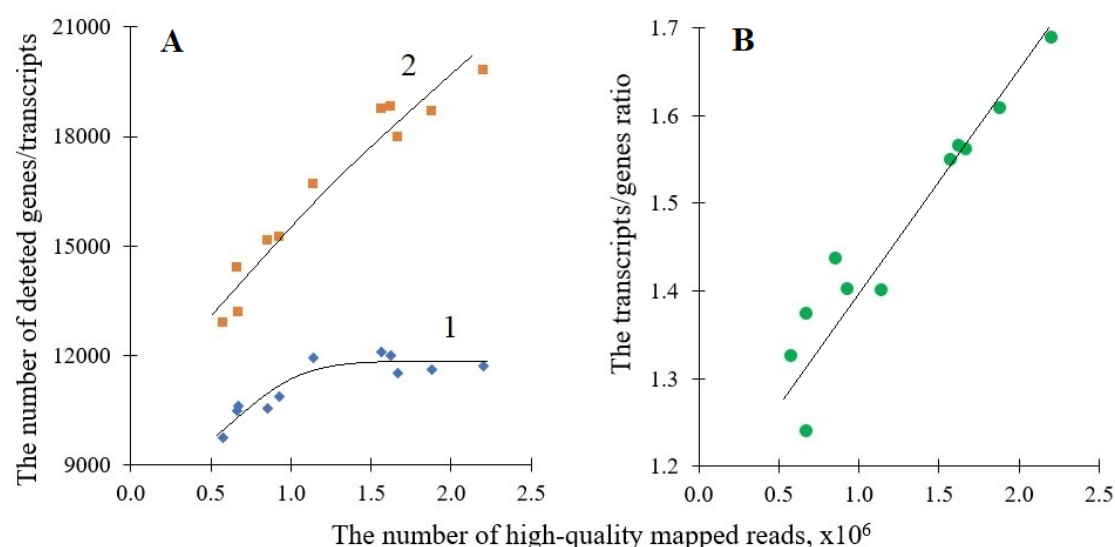 A
The number of deteted genes/transcripts
21000
18000
15000
12000
9000
2
1
0.0 0.5 1.0 1.5 2.0 2.5
B
The transcripts/genes ratio
1.7
1.6
1.5
1.4
1.3
1.2
0.0 0.5 1.0 1.5 2.0 2.5
The number of high-quality mapped reads, x10⁶